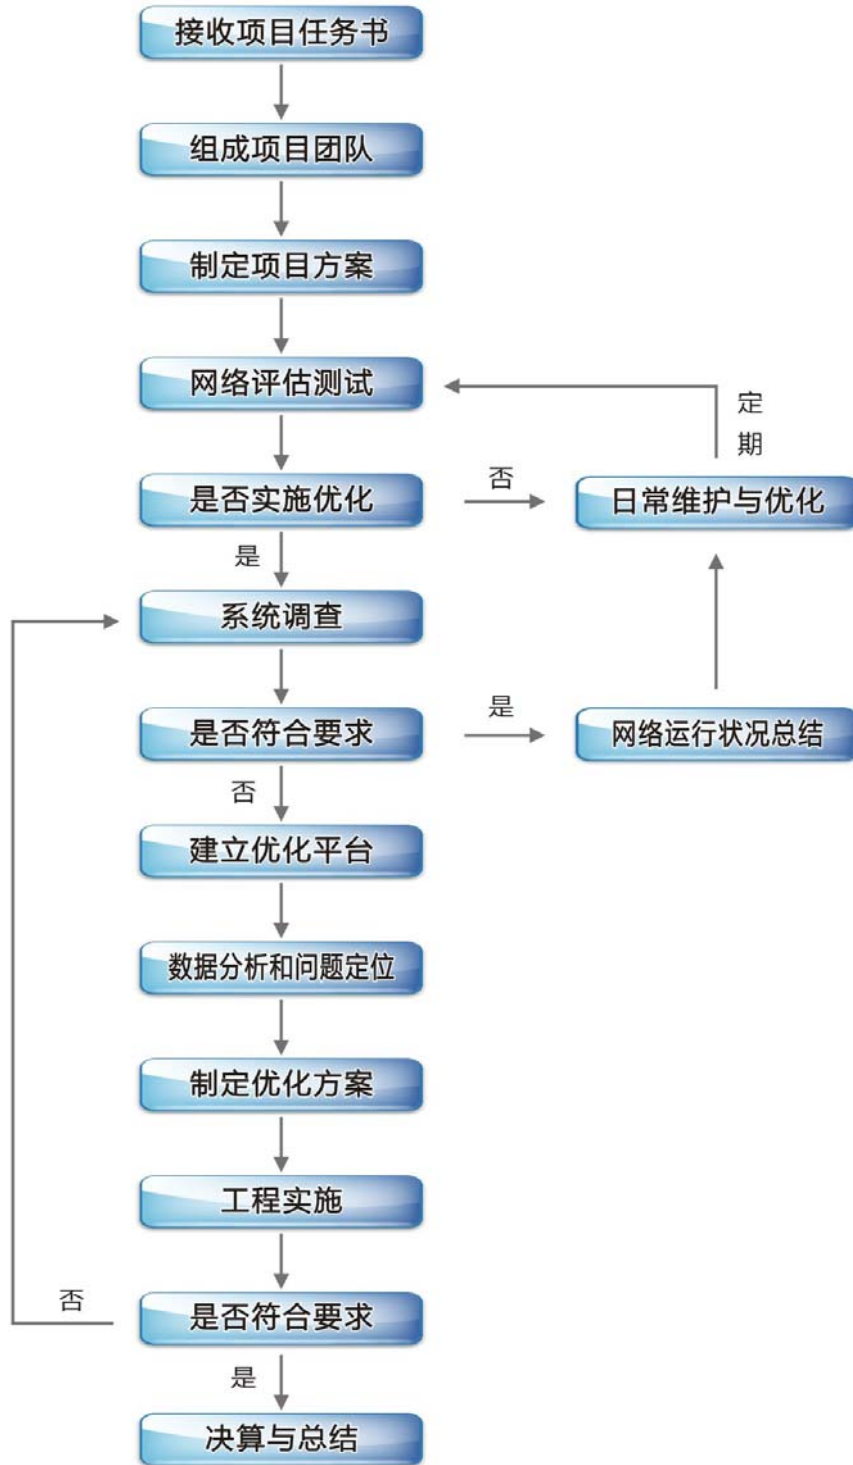 接收项目任务书
组成项目团队
制定项目方案
网络评估测试
定
期
是否实施优化
否
日常维护与优化
是
系统调查
是否符合要求
是
网络运行状况总结
否
建立优化平台
数据分析和问题定位
制定优化方案
工程实施
否
是否符合要求
是
决算与总结